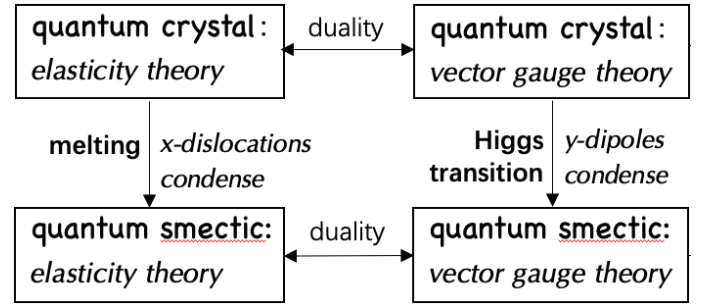 quantum crystal:
elasticity theory
duality
quantum crystal:
vector gauge theory
melting
x-dislocations
condense
Higgs
transition
y-dipoles
condense
quantum smectic:
elasticity theory
duality
quantum smectic:
vector gauge theory